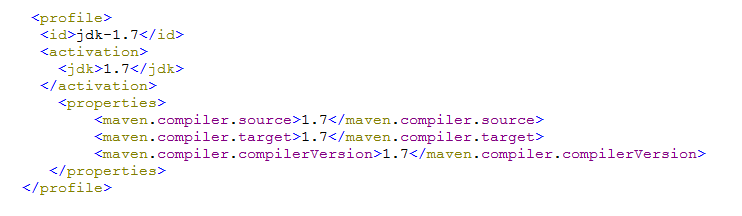 <profile>
<id>jdk-1.7</id>
<activation>
<jdk>1.7</jdk>
</activation>
<properties>
<maven.compiler.source>1.7</maven.compiler.source>
<maven.compiler.target>1.7</maven.compiler.target>
<maven.compiler.compilerVersion>1.7</maven.compiler.compilerVersion>
</properties>
</profile>